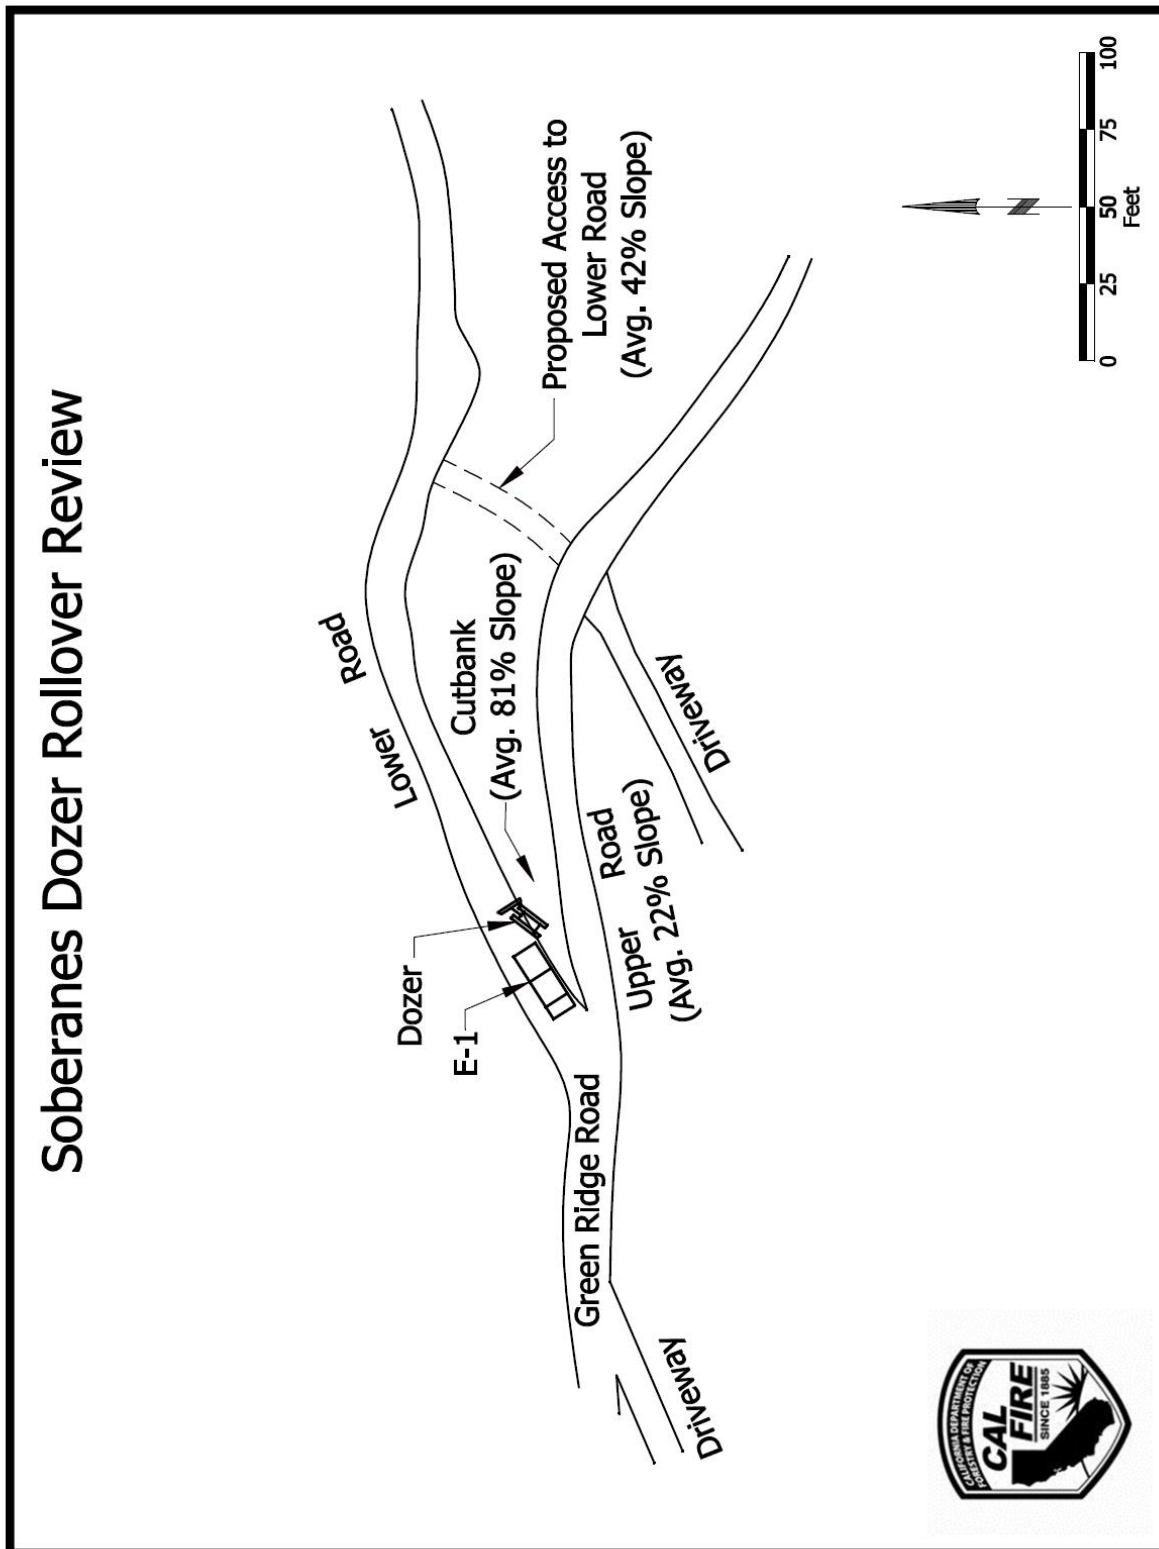 Soberanes Dozer Rollover Review
Lower Road
Dozer
E-1
Cutbank
(Avg. 81% Slope)
Proposed Access to
Lower Road
(Avg. 42% Slope)
Green Ridge Road
Upper Road
(Avg. 22% Slope)
Driveway
Driveway
N
0 25 50 75 100
Feet
CALIFORNIA DEPARTMENT OF
FORESTRY & FIRE PROTECTION
CAL
FIRE
SINCE 1885